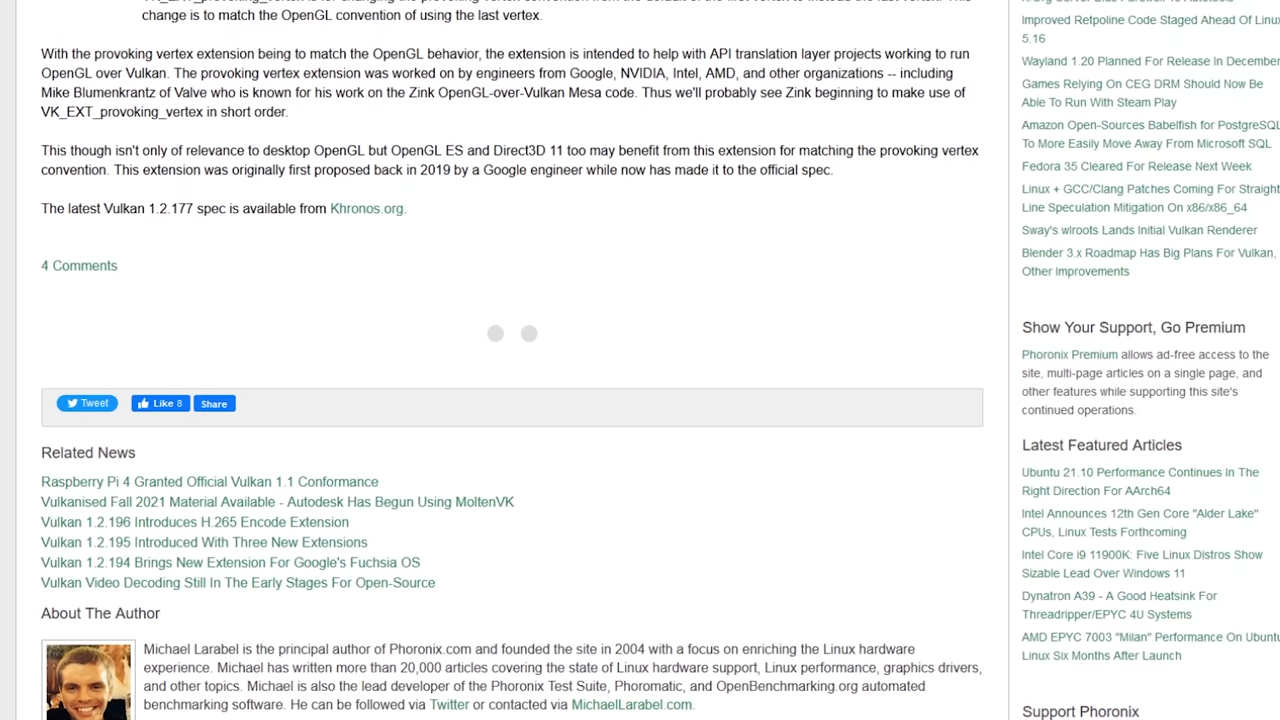 change is to match the OpenGL convention of using the last vertex.
With the provoking vertex extension being to match the OpenGL behavior, the extension is intended to help with API translation layer projects working to run
OpenGL over Vulkan. The provoking vertex extension was worked on by engineers from Google, NVIDIA, Intel, AMD, and other organizations -- including
Mike Blumenkrantz of Valve who is known for his work on the Zink OpenGL-over-Vulkan Mesa code. Thus we'll probably see Zink beginning to make use of
VK_EXT_provoking_vertex in short order.
This though isn't only of relevance to desktop OpenGL but OpenGL ES and Direct3D 11 too may benefit from this extension for matching the provoking vertex
convention. This extension was originally first proposed back in 2019 by a Google engineer while now has made it to the official spec.
The latest Vulkan 1.2.177 spec is available from Khronos.org.
4 Comments
Tweet
Like 8
Share
Related News
Raspberry Pi 4 Granted Official Vulkan 1.1 Conformance
Vulkanised Fall 2021 Material Available - Autodesk Has Begun Using MoltenVK
Vulkan 1.2.196 Introduces H.265 Encode Extension
Vulkan 1.2.195 Introduced With Three New Extensions
Vulkan 1.2.194 Brings New Extension For Google's Fuchsia OS
Vulkan Video Decoding Still In The Early Stages For Open-Source
About The Author
Michael Larabel is the principal author of Phoronix.com and founded the site in 2004 with a focus on enriching the Linux hardware
experience. Michael has written more than 20,000 articles covering the state of Linux hardware support, Linux performance, graphics drivers,
and other topics. Michael is also the lead developer of the Phoronix Test Suite, Phoromatic, and OpenBenchmarking.org automated
benchmarking software. He can be followed via Twitter or contacted via MichaelLarabel.com.
Improved Retpoline Code Staged Ahead Of Linux
5.16
Wayland 1.20 Planned For Release In December
Games Relying On CEG DRM Should Now Be
Able To Run With Steam Play
Amazon Open-Sources Babelfish for PostgreSQL
To More Easily Move Away From Microsoft SQL
Fedora 35 Cleared For Release Next Week
Linux + GCC/Clang Patches Coming For Straight
Line Speculation Mitigation On x86/x86_64
Sway's wlroots Lands Initial Vulkan Renderer
Blender 3.x Roadmap Has Big Plans For Vulkan,
Other Improvements
Show Your Support, Go Premium
Phoronix Premium allows ad-free access to the
site, multi-page articles on a single page, and
other features while supporting this site's
continued operations.
Latest Featured Articles
Ubuntu 21.10 Performance Continues In The
Right Direction For AArch64
Intel Announces 12th Gen Core "Alder Lake"
CPUs, Linux Tests Forthcoming
Intel Core i9 11900K: Five Linux Distros Show
Sizable Lead Over Windows 11
Dynatron A39 - A Good Heatsink For
Threadripper/EPYC 4U Systems
AMD EPYC 7003 "Milan" Performance On Ubuntu
Linux Six Months After Launch
Support Phoronix